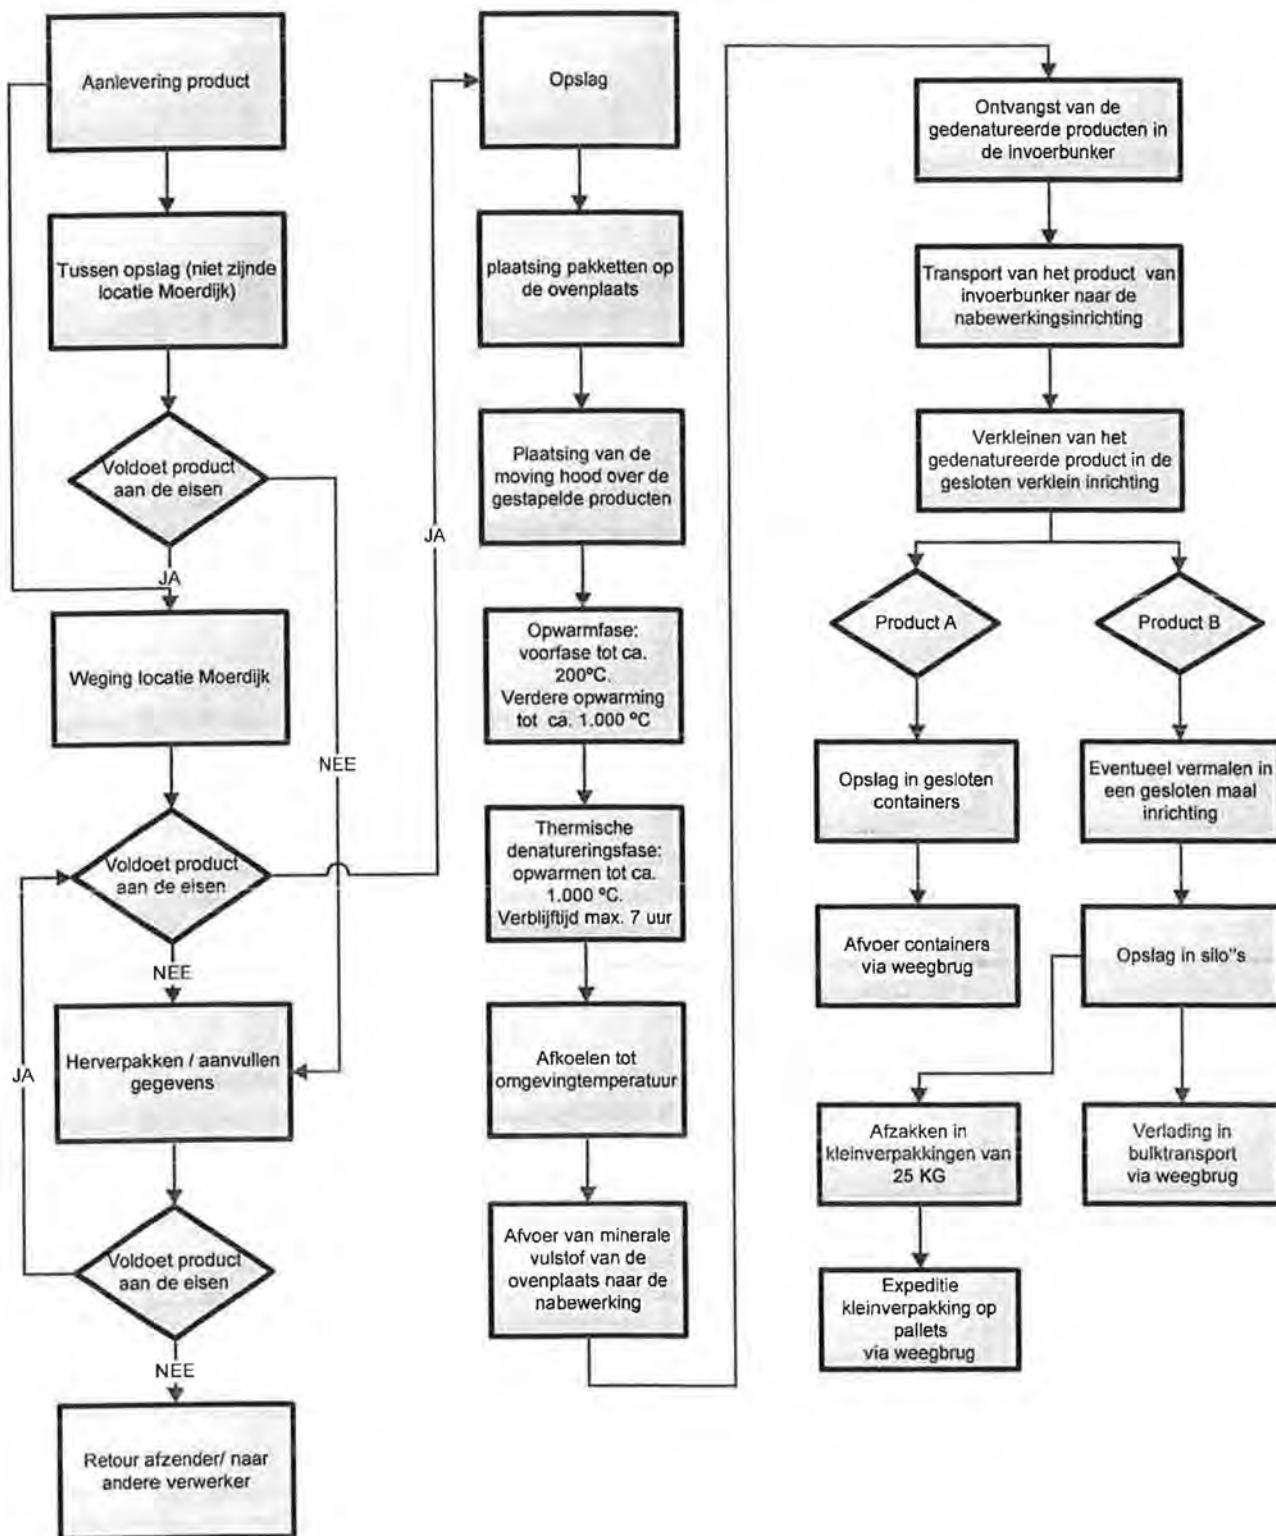 Aanlevering product
Tussen opslag (niet zijnde
locatie Moerdijk)
Voldoet product
aan de eisen
JA
NEE
Weging locatie Moerdijk
Voldoet product
aan de eisen
NEE
JA
Herverpakken / aanvullen
gegevens
JA
Voldoet product
aan de eisen
NEE
Retour afzender/ naar
andere verwerker
Opslag
plaatsing pakketten op
de ovenplaats
Plaatsing van de
moving hood over de
gestapelde producten
Opwarmfase:
voorfase tot ca.
200ºC.
Verdere opwarming
tot ca. 1.000 ºC
Thermische
denatureringsfase:
opwarmen tot ca.
1.000 ºC.
Verblijftijd max. 7 uur
Afkoelen tot
omgevingtemperatuur
Afvoer van minerale
vulstof van de
ovenplaats naar de
nabewerking
Ontvangst van de
gedenatureerde producten in
de invoerbunker
Transport van het product van
invoerbunker naar de
nabewerkingsinrichting
Verkleinen van het
gedenatureerde product in de
gesloten verklein inrichting
Product A
Product B
Opslag in gesloten
containers
Eventueel vermalen in
een gesloten maal
inrichting
Afvoer containers
via weegbrug
Opslag in silo"s
Afzakken in
kleinverpakkingen van
25 KG
Verlading in
bulktransport
via weegbrug
Expeditie
kleinverpakking op
pallets
via weegbrug